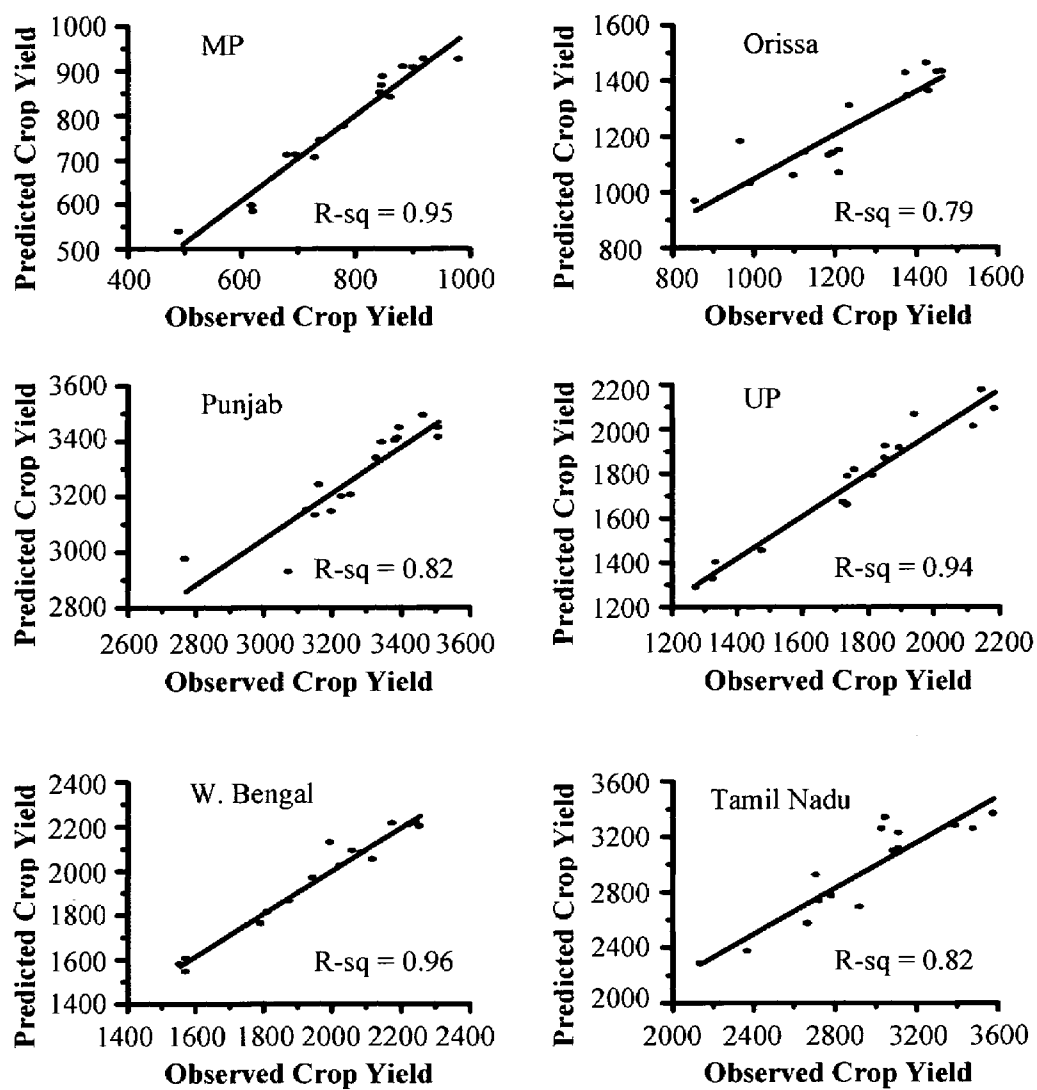 MP
1000
900
800
700
600
500
Predicted Crop Yield
R-sq = 0.95
400 600 800 1000
Observed Crop Yield
Orissa
1600
1400
1200
1000
800
Predicted Crop Yield
R-sq = 0.79
800 1000 1200 1400 1600
Observed Crop Yield
Punjab
3600
3400
3200
3000
2800
Predicted Crop Yield
R-sq = 0.82
2600 2800 3000 3200 3400 3600
Observed Crop Yield
UP
2200
2000
1800
1600
1400
1200
Predicted Crop Yield
R-sq = 0.94
1200 1400 1600 1800 2000 2200
Observed Crop Yield
W. Bengal
2400
2200
2000
1800
1600
1400
Predicted Crop Yield
R-sq = 0.96
1400 1600 1800 2000 2200 2400
Observed Crop Yield
Tamil Nadu
3600
3200
2800
2400
2000
Predicted Crop Yield
R-sq = 0.82
2000 2400 2800 3200 3600
Observed Crop Yield